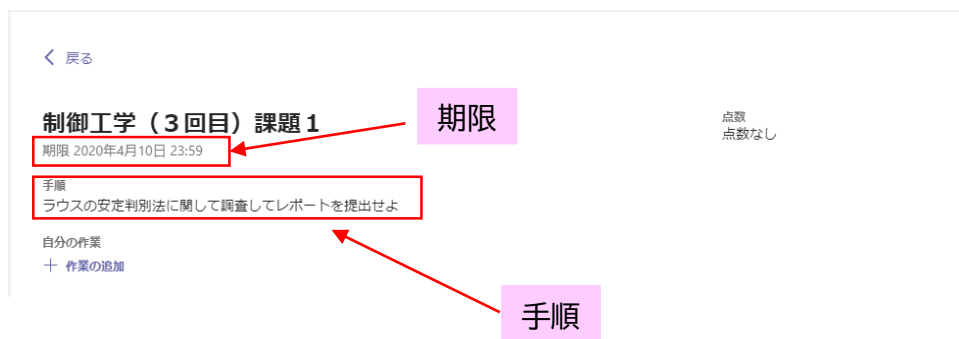 戻る
制御工学（３回目）課題１
期限
点数
点数なし
期限 2020年4月10日 23:59
手順
ラウスの安定判別法に関して調査してレポートを提出せよ
自分の作業
＋ 作業の追加
手順